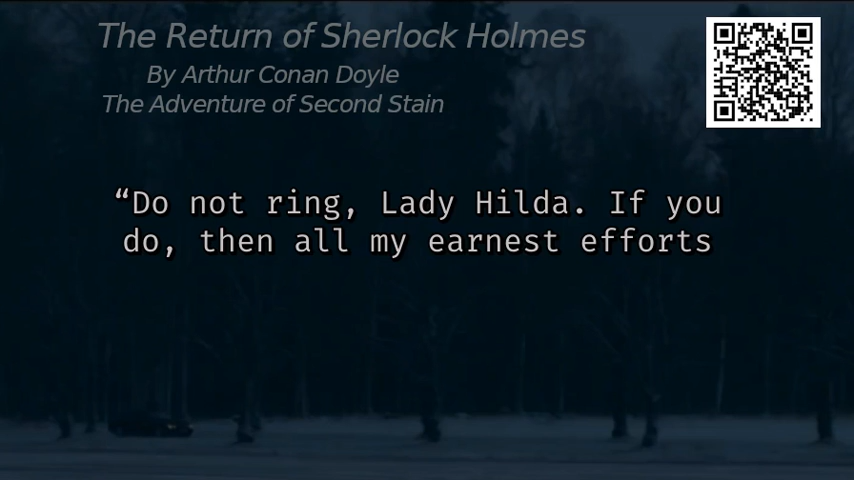 The Return of Sherlock Holmes
By Arthur Conan Doyle
The Adventure of Second Stain
“Do not ring, Lady Hilda. If you
do, then all my earnest efforts